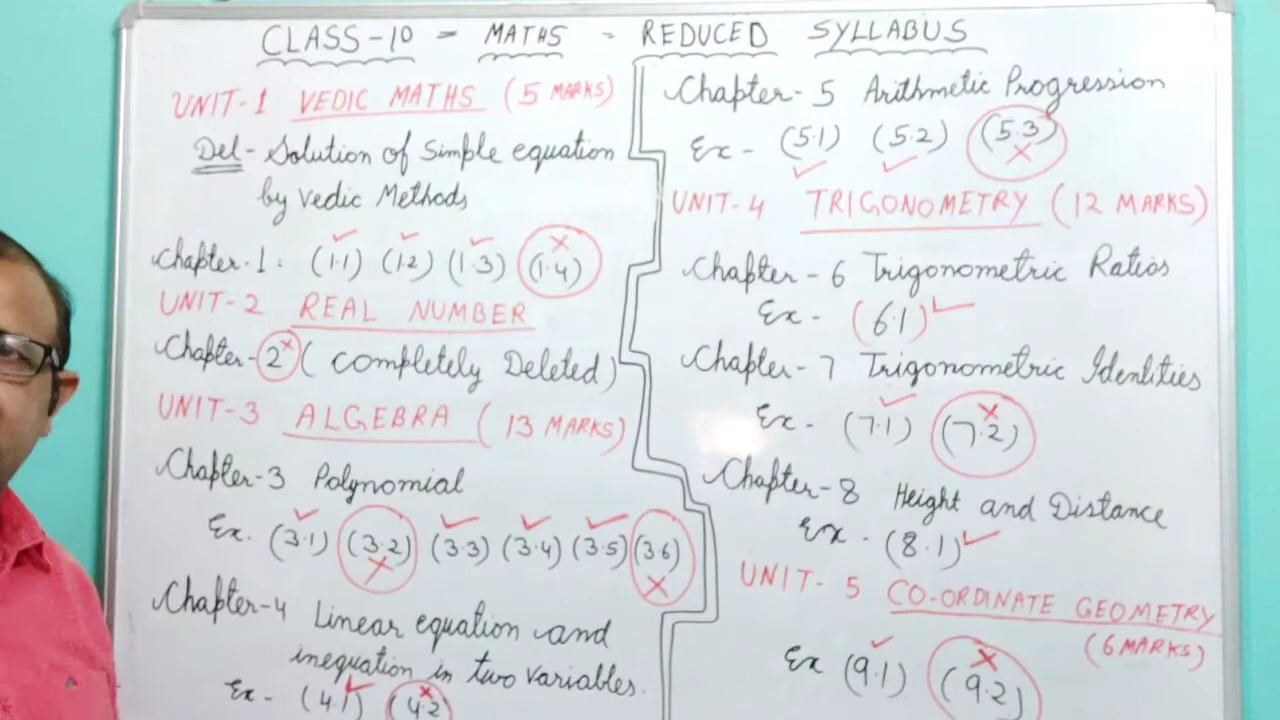 CLASS-10 - MATHS - REDUCED SYLLABUS
UNIT-1 VEDIC MATHS (5 MARKS)
Del - Solution of Simple equation
by Vedic Methods
Chapter-1. (1.1) (1.2) (1.3) (1.4)
UNIT-2 REAL NUMBER
Chapter-2 (Completely Deleted)
UNIT-3 ALGEBRA (13 MARKS)
Chapter-3 Polynomial
Ex. (3.1) (3.2) (3.3) (3.4) (3.5) (3.6)
Chapter-4 Linear equation and
inequation in two variables.
Ex- (4.1) (4.2)
Chapter-5 Arithmetic Progression
Ex- (5.1) (5.2) (5.3)
UNIT-4 TRIGONOMETRY (12 MARKS)
Chapter-6 Trigonometric Ratios
Ex- (6.1)
Chapter-7 Trigonometric Identities
Ex- (7.1) (7.2)
Chapter-8 Height and Distance
Ex- (8.1)
UNIT-5 CO-ORDINATE GEOMETRY
(6 MARKS)
Ex (9.1) (9.2)